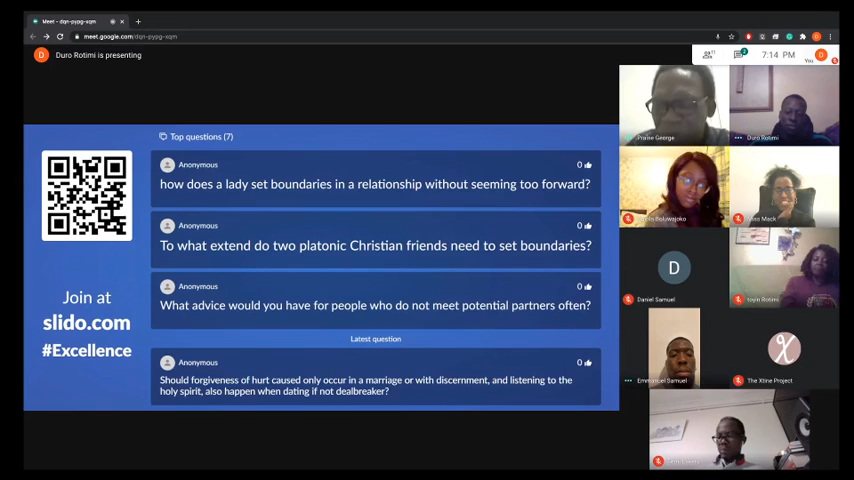 Meet - dqn-pypg-xqm
meet.google.com/dqn-pypg-xqm
D
Duro Rotimi is presenting
7:14 PM
You
D
Top questions (7)
Anonymous
0
how does a lady set boundaries in a relationship without seeming too forward?
Anonymous
0
To what extend do two platonic Christian friends need to set boundaries?
Anonymous
0
What advice would you have for people who do not meet potential partners often?
Latest question
Anonymous
0
Should forgiveness of hurt caused only occur in a marriage or with discernment, and listening to the
holy spirit, also happen when dating if not dealbreaker?
Join at
slido.com
#Excellence
Praise George
Duro Rotimi
Boluwajoko
Mack
D
Daniel Samuel
toyin Rotimi
Emmanuel Samuel
X
The Xline Project